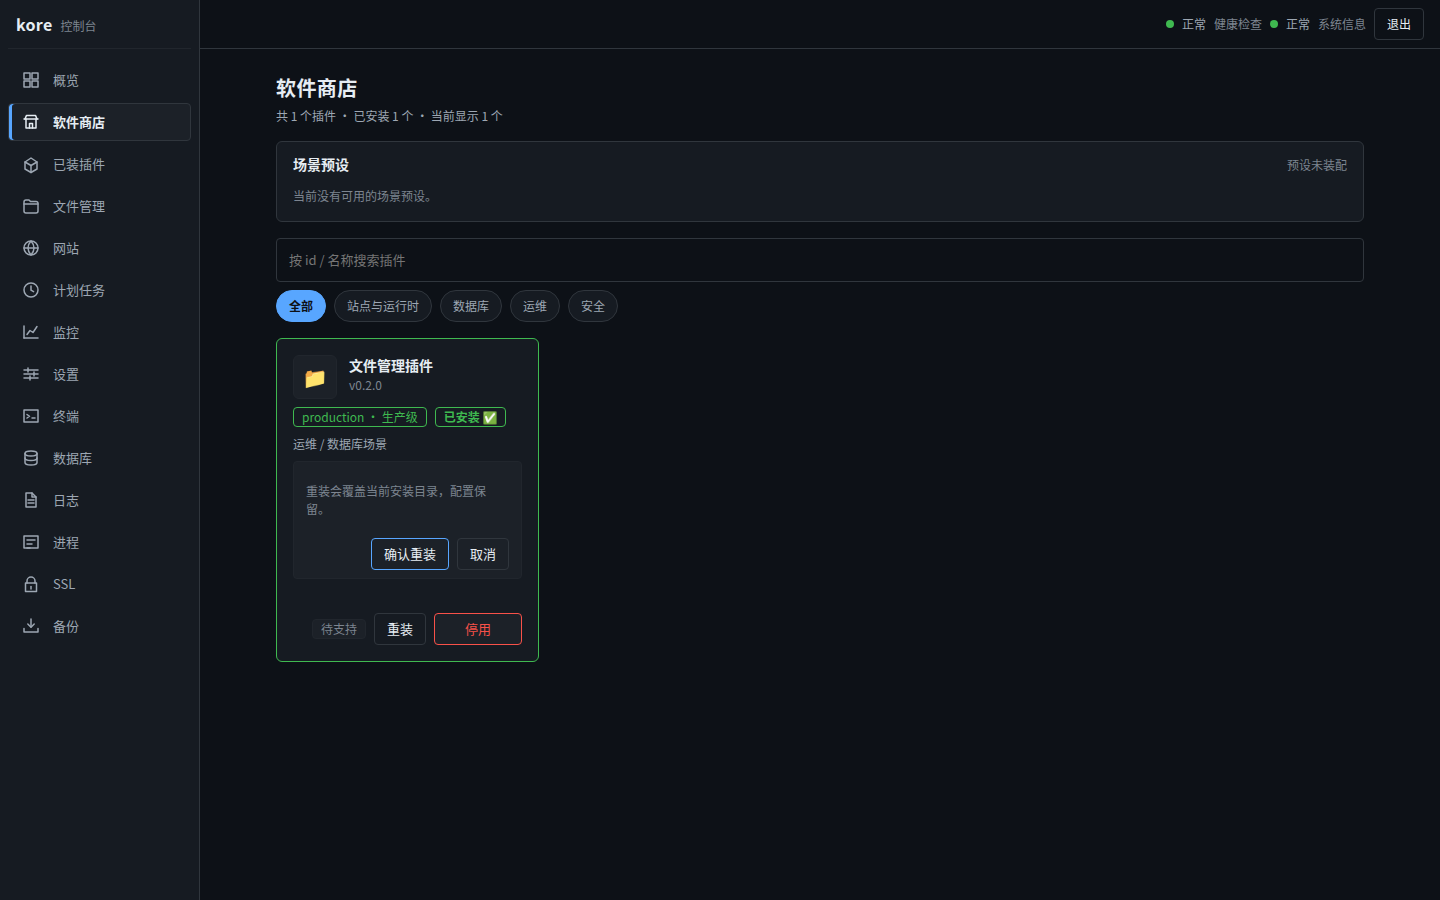 kore 控制台
正常 健康检查 正常 系统信息 退出
概览
软件商店
已装插件
文件管理
网站
计划任务
监控
设置
终端
数据库
日志
进程
SSL
备份
软件商店
共 1 个插件 · 已安装 1 个 · 当前显示 1 个
场景预设
预设未装配
当前没有可用的场景预设。
按 id / 名称搜索插件
全部 站点与运行时 数据库 运维 安全
文件管理插件
v0.2.0
production · 生产级 已安装 ✅
运维 / 数据库场景
重装会覆盖当前安装目录，配置保
留。
确认重装 取消
待支持 重装 停用